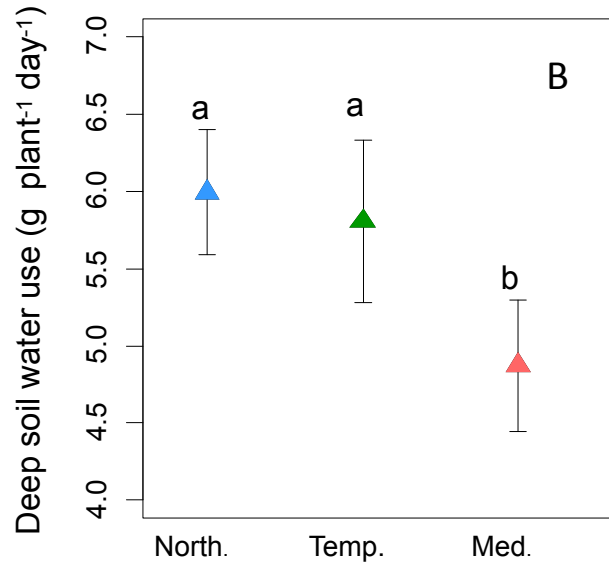 Deep soil water use (g plant⁻¹ day⁻¹)
7.0
6.5
6.0
5.5
5.0
4.5
4.0
B
a
a
b
North.
Temp.
Med.